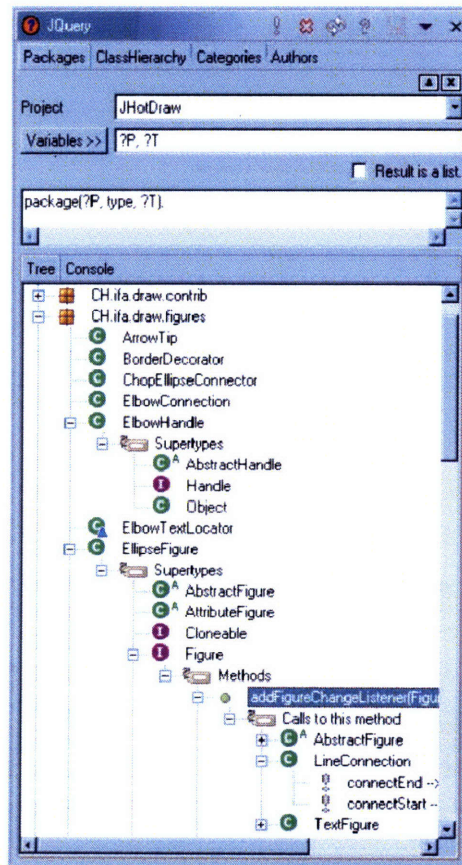 JQuery
Packages ClassHierarchy Categories Authors
Project JHotDraw
Variables >> ?P, ?T
Result is a list.
package(?P, type, ?T).
Tree Console
CH.ifa.draw.contrib
CH.ifa.draw.figures
C ArrowTip
C BorderDecorator
C ChopEllipseConnector
C ElbowConnection
C ElbowHandle
Supertypes
C A AbstractHandle
I Handle
C Object
C ElbowTextLocator
C EllipseFigure
Supertypes
C A AbstractFigure
C A AttributeFigure
I Cloneable
I Figure
Methods
addFigureChangeListener(Figu
Calls to this method
C A AbstractFigure
C LineConnection
connectEnd --&gt;
connectStart --
C TextFigure